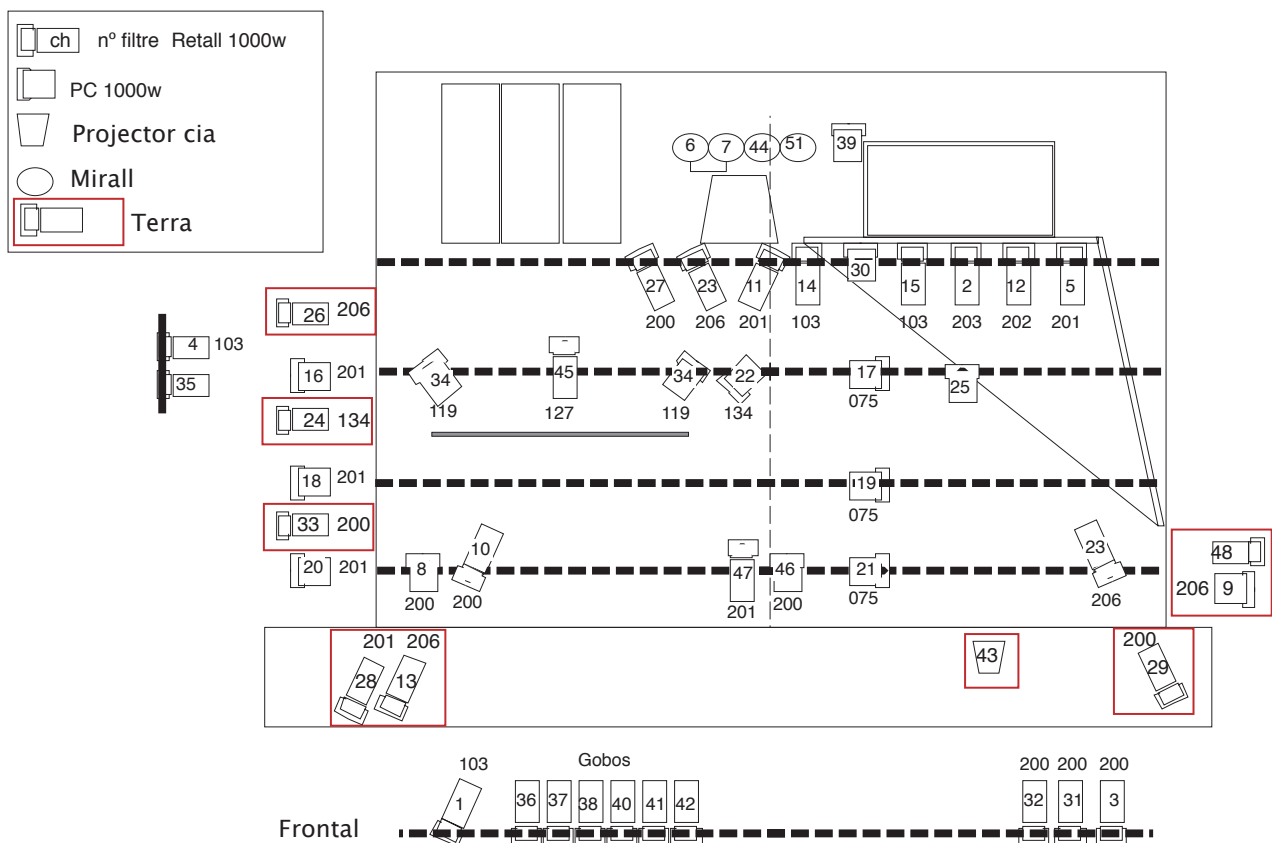 ch nº filtre Retall 1000w
PC 1000w
Projector cia
Mirall
Terra
6 7 44 51 39
27 23 11 14 30 15 2 12 5
200 206 201 103 103 203 202 201
26 206
4 103
35
16 201
34 45 34 22 17 25
119 127 119 134 075
24 134
18 201
19
075
33 200
20 201
8 10 47 46 21 23
200 200 201 200 075 206
48
206 9
201 206
28 13
43
200
29
103 Gobos 200 200 200
1 36 37 38 40 41 42 32 31 3
Frontal